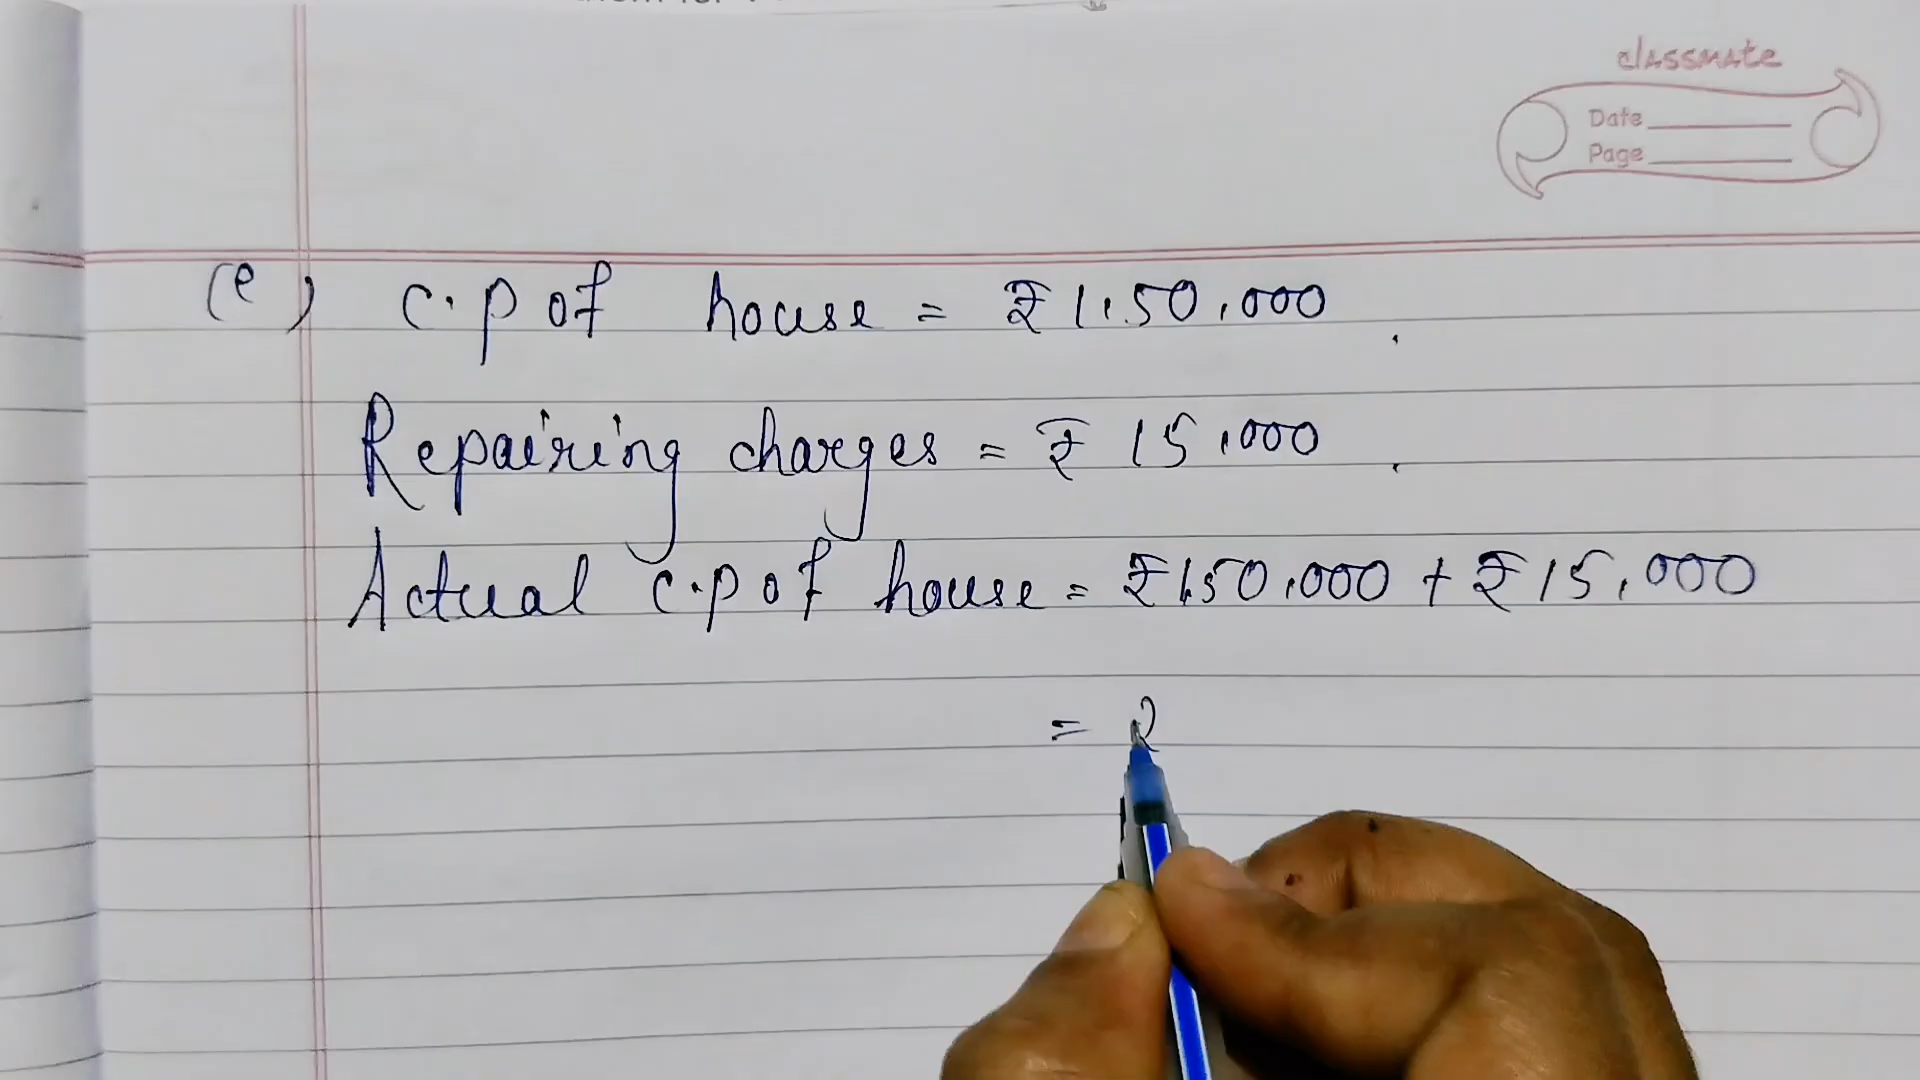 classmate
Date
Page
(e) C.P of house = ₹1,50,000
Repairing charges = ₹ 15,000
Actual C.P of house = ₹1,50,000 + ₹15,000
=